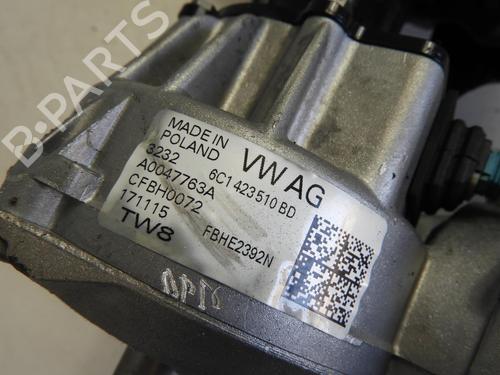 B-PARTS
MADE IN
POLAND
VW AG
3232
6C1 423 510 BD
A0047763A
CFBH0072
171115
FBHE2392N
TW8